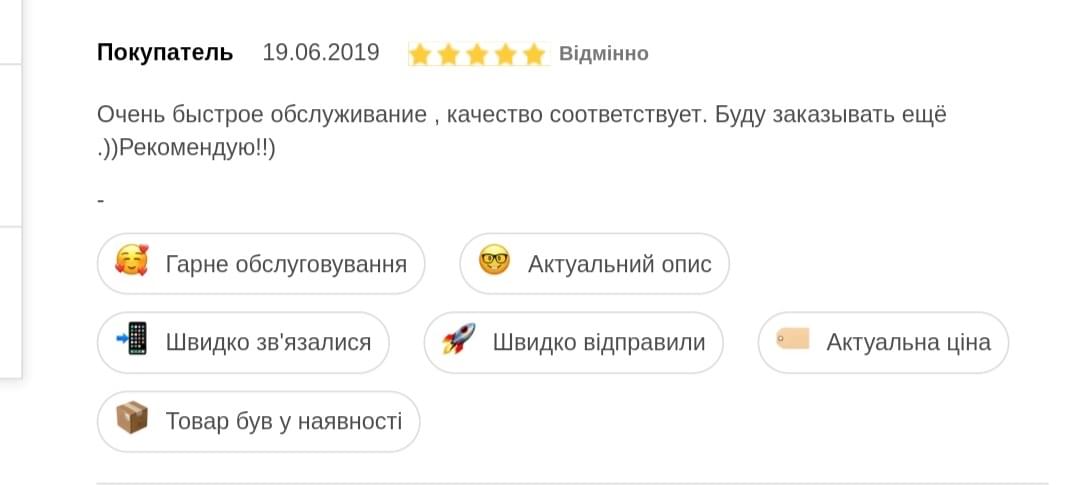 Покупатель 19.06.2019 Відмінно
Очень быстрое обслуживание , качество соответствует. Буду заказывать ещё
.))Рекомендую!!)
-
Гарне обслуговування Актуальний опис
Швидко зв'язалися Швидко відправили Актуальна ціна
Товар був у наявності